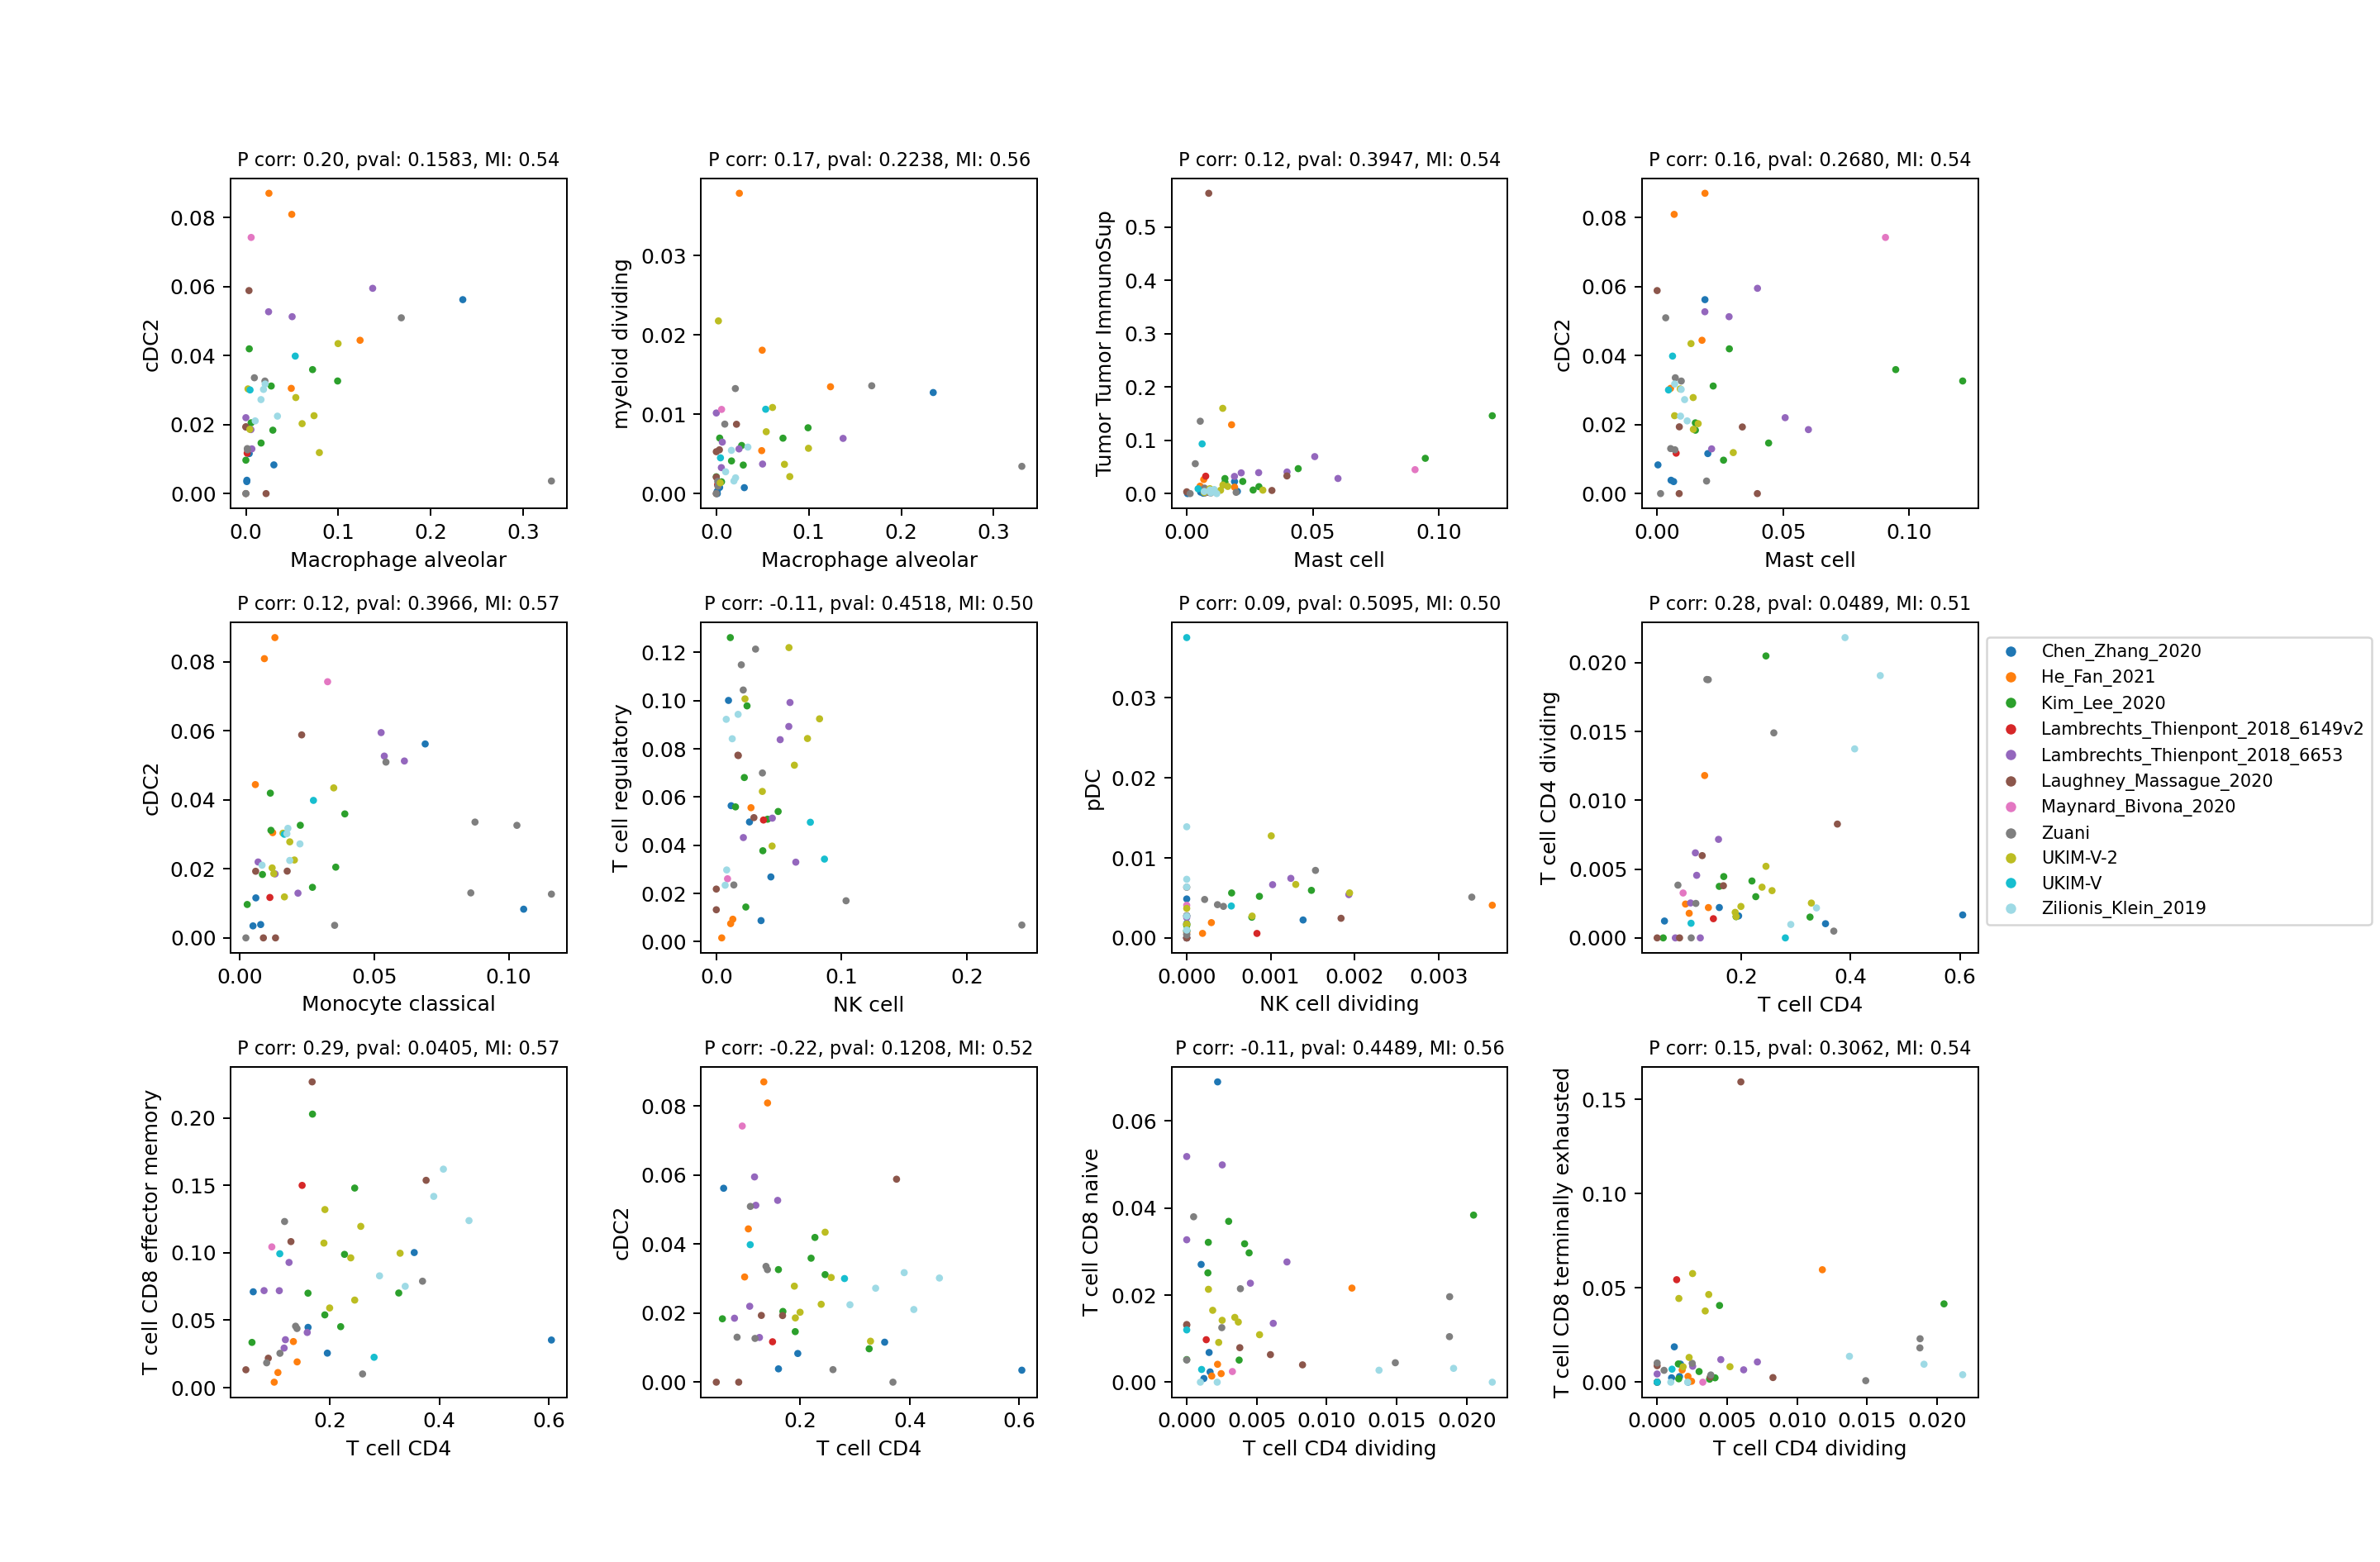 P corr: 0.20, pval: 0.1583, MI: 0.54
P corr: 0.17, pval: 0.2238, MI: 0.56
P corr: 0.12, pval: 0.3947, MI: 0.54
P corr: 0.16, pval: 0.2680, MI: 0.54
cDC2
0.08
0.06
0.04
0.02
0.00
0.0 0.1 0.2 0.3
Macrophage alveolar
myeloid dividing
0.03
0.02
0.01
0.00
0.0 0.1 0.2 0.3
Macrophage alveolar
Tumor Tumor ImmunoSup
0.5
0.4
0.3
0.2
0.1
0.0
0.00 0.05 0.10
Mast cell
cDC2
0.08
0.06
0.04
0.02
0.00
0.00 0.05 0.10
Mast cell
P corr: 0.12, pval: 0.3966, MI: 0.57
P corr: -0.11, pval: 0.4518, MI: 0.50
P corr: 0.09, pval: 0.5095, MI: 0.50
P corr: 0.28, pval: 0.0489, MI: 0.51
cDC2
0.08
0.06
0.04
0.02
0.00
0.00 0.05 0.10
Monocyte classical
T cell regulatory
0.12
0.10
0.08
0.06
0.04
0.02
0.00
0.0 0.1 0.2
NK cell
pDC
0.03
0.02
0.01
0.00
0.000 0.001 0.002 0.003
NK cell dividing
T cell CD4 dividing
0.020
0.015
0.010
0.005
0.000
0.2 0.4 0.6
T cell CD4
Chen_Zhang_2020
He_Fan_2021
Kim_Lee_2020
Lambrechts_Thienpont_2018_6149v2
Lambrechts_Thienpont_2018_6653
Laughney_Massague_2020
Maynard_Bivona_2020
Zuani
UKIM-V-2
UKIM-V
Zilionis_Klein_2019
P corr: 0.29, pval: 0.0405, MI: 0.57
P corr: -0.22, pval: 0.1208, MI: 0.52
P corr: -0.11, pval: 0.4489, MI: 0.56
P corr: 0.15, pval: 0.3062, MI: 0.54
T cell CD8 effector memory
0.20
0.15
0.10
0.05
0.00
0.2 0.4 0.6
T cell CD4
cDC2
0.08
0.06
0.04
0.02
0.00
0.2 0.4 0.6
T cell CD4
T cell CD8 naive
0.06
0.04
0.02
0.00
0.000 0.005 0.010 0.015 0.020
T cell CD4 dividing
T cell CD8 terminally exhausted
0.15
0.10
0.05
0.00
0.000 0.005 0.010 0.015 0.020
T cell CD4 dividing